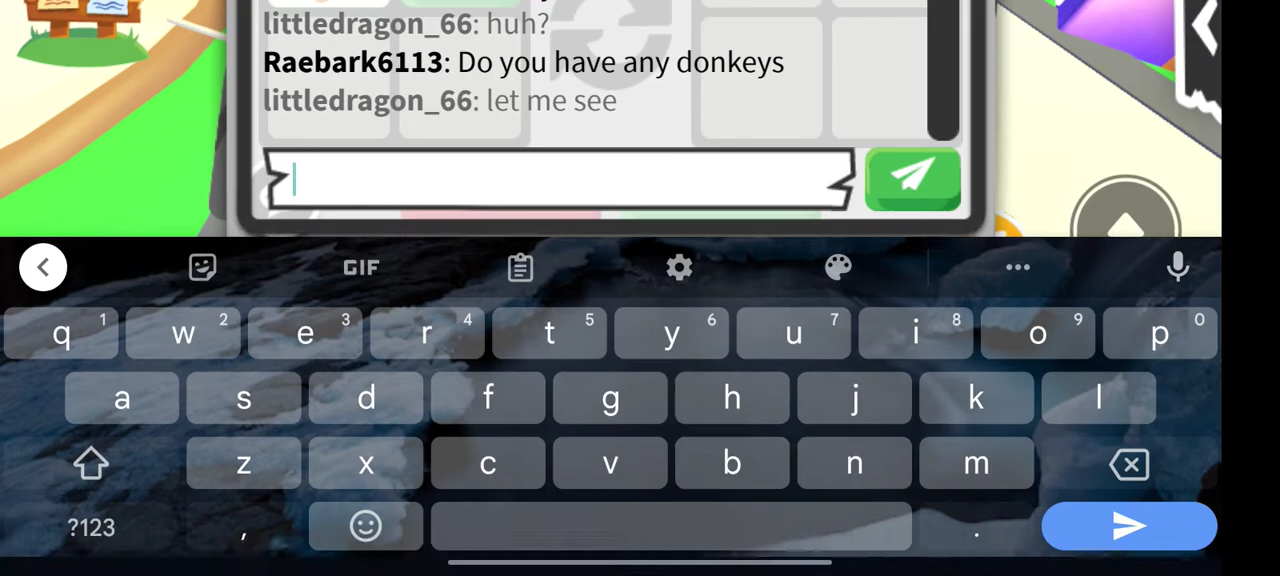 littledragon_66: huh?
Raebark6113: Do you have any donkeys
littledragon_66: let me see
GIF
q 1 w 2 e 3 r 4 t 5 y 6 u 7 i 8 o 9 p 0
a s d f g h j k l
z x c v b n m
?123 , .